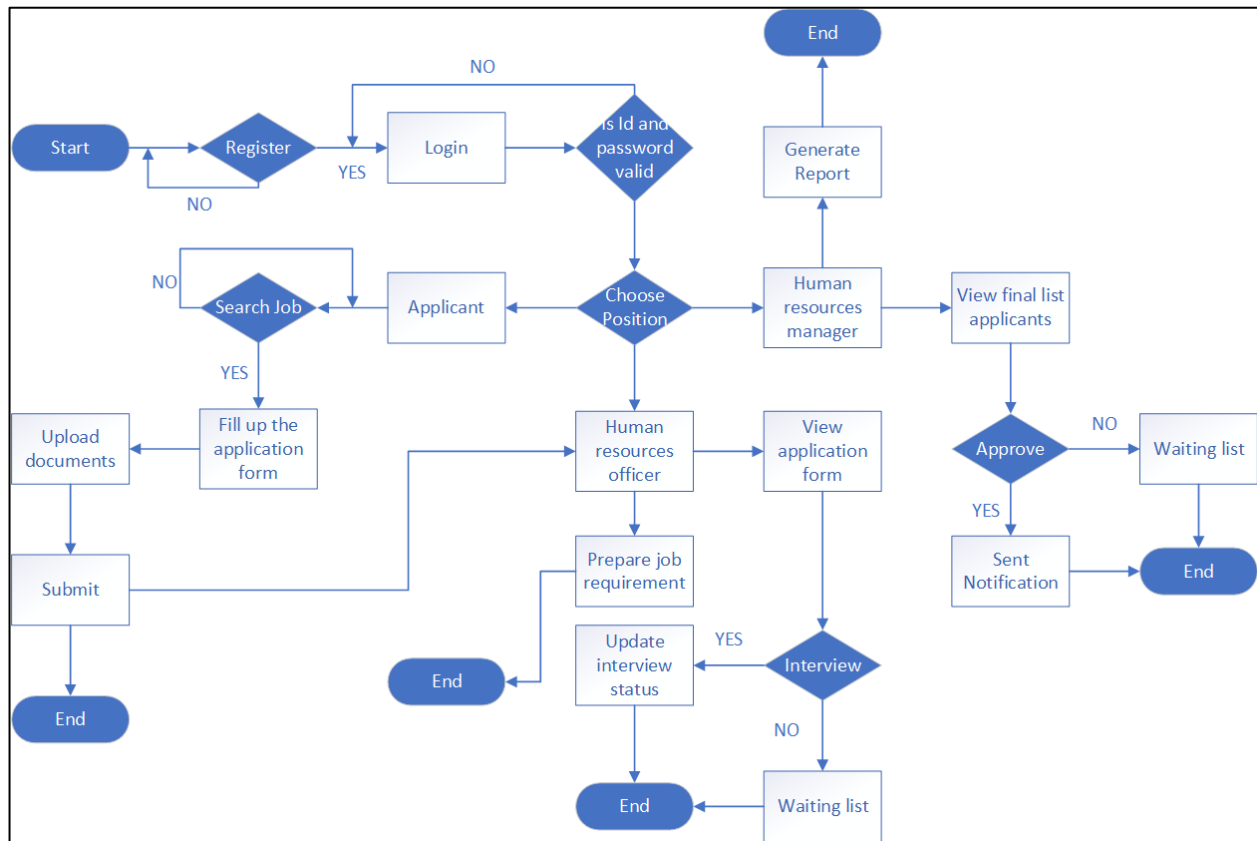 End
NO
Start
Register
YES
Login
Is Id and
password
valid
Generate
Report
NO
NO
Search Job
Applicant
Choose
Position
Human
resources
manager
View final list
applicants
YES
Upload
documents
Fill up the
application
form
Human
resources
officer
View
application
form
Approve
NO
Waiting list
YES
Submit
Prepare job
requirement
Sent
Notification
End
End
End
Update
interview
status
YES
Interview
NO
End
Waiting list